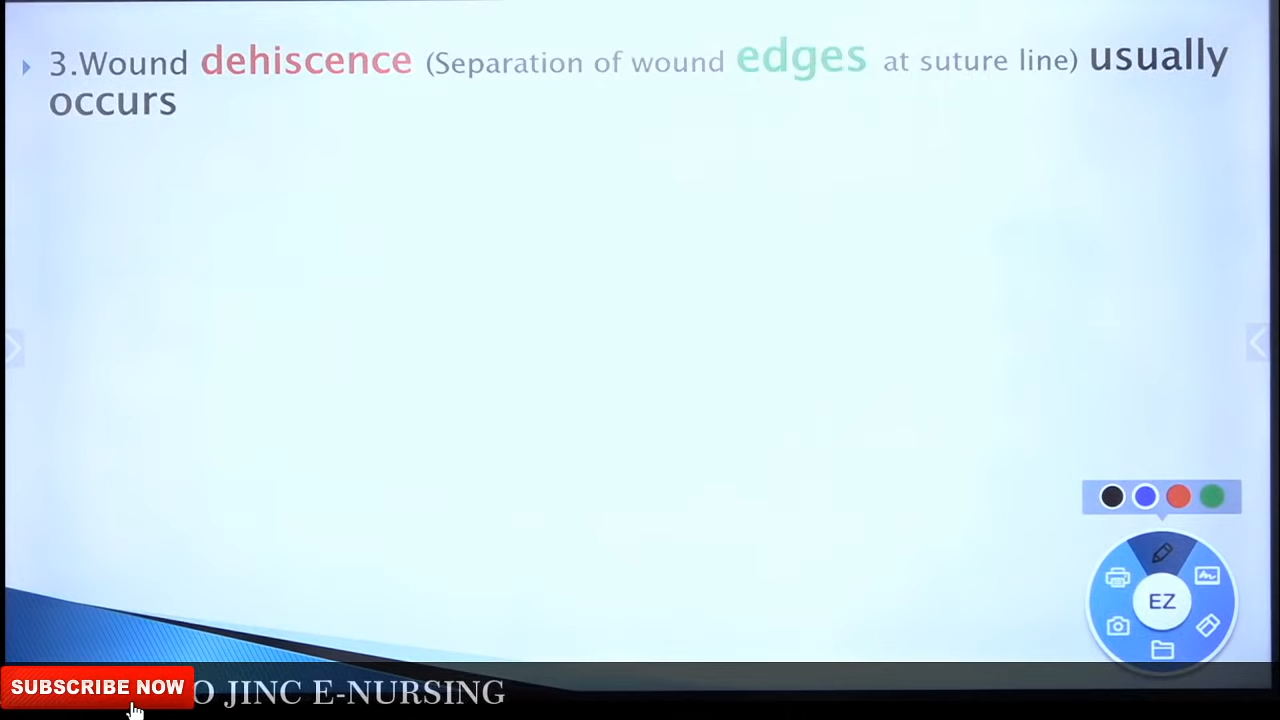 3.Wound dehiscence (Separation of wound edges at suture line) usually
occurs
EZ
SUBSCRIBE NOW
O JINC E-NURSING